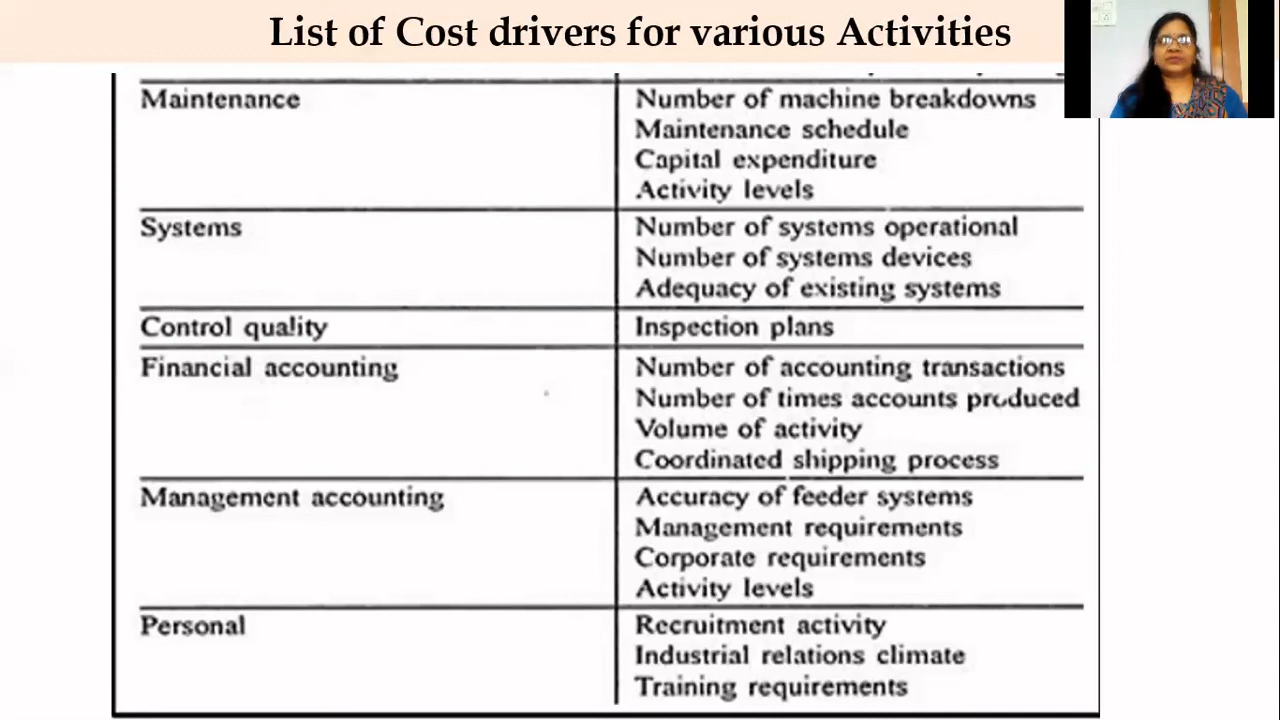 List of Cost drivers for various Activities
Maintenance
Number of machine breakdowns
Maintenance schedule
Capital expenditure
Activity levels
Systems
Number of systems operational
Number of systems devices
Adequacy of existing systems
Control quality
Inspection plans
Financial accounting
Number of accounting transactions
Number of times accounts produced
Volume of activity
Coordinated shipping process
Management accounting
Accuracy of feeder systems
Management requirements
Corporate requirements
Activity levels
Personal
Recruitment activity
Industrial relations climate
Training requirements